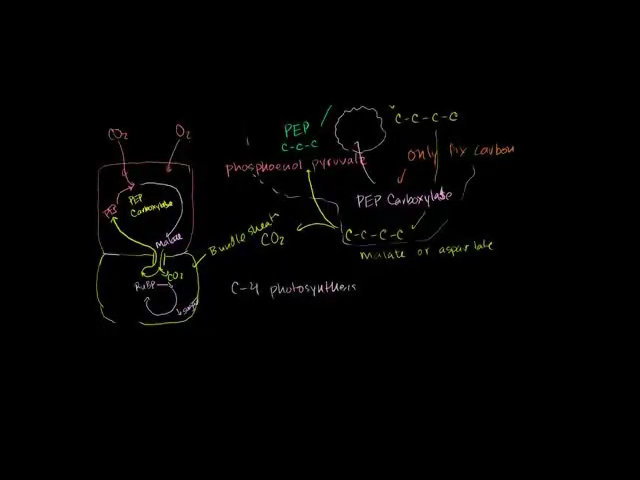 C-C-C-C
PEP
C-C-C
CO2
O2
only fix carbon
phosphoenol pyruvate
PEP Carboxylase
PEP
Carboxylase
PEP
Malate
Bundle sheath
CO2
C-C-C-C
Malate or aspartate
CO2
RuBP
C-4 photosynthesis